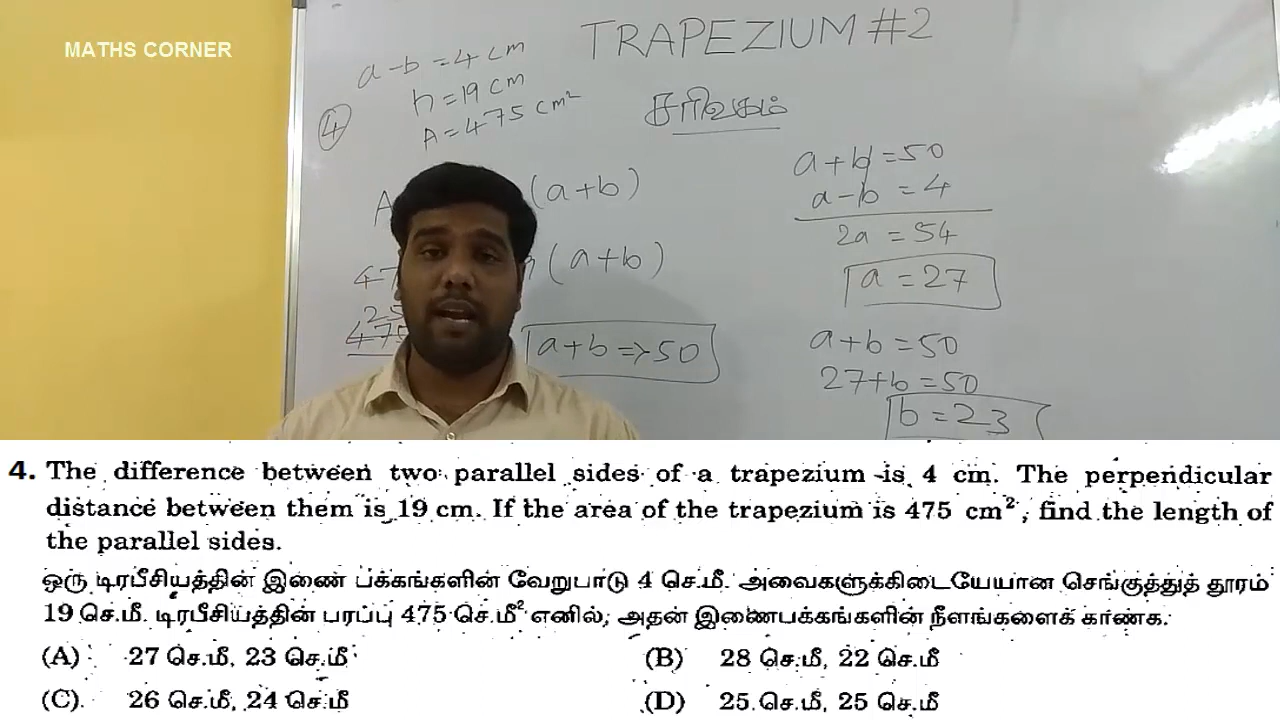 MATHS CORNER
TRAPEZIUM #2
a-b = 4 cm
h = 19 cm
④
A = 475 cm²
சரிவகம்
A (a+b)
(a+b)
a+b => 50
a+b = 50
a-b = 4
2a = 54
a = 27
a+b = 50
27+b = 50
b = 23
4. The difference between two parallel sides of a trapezium is 4 cm. The perpendicular
distance between them is 19 cm. If the area of the trapezium is 475 cm², find the length of
the parallel sides.
ஒரு டிரபீசியத்தின் இணை பக்கங்களின் வேறுபாடு 4 செ.மீ. அவைகளுக்கிடையேயான செங்குத்துத் தூரம்
19 செ.மீ. டிரபீசியத்தின் பரப்பு 475 செ.மீ² எனில், அதன் இணைபக்கங்களின் நீளங்களைக் காண்க.
(A) 27 செ.மீ, 23 செ.மீ (B) 28 செ.மீ, 22 செ.மீ
(C) 26 செ.மீ, 24 செ.மீ (D) 25 செ.மீ, 25 செ.மீ